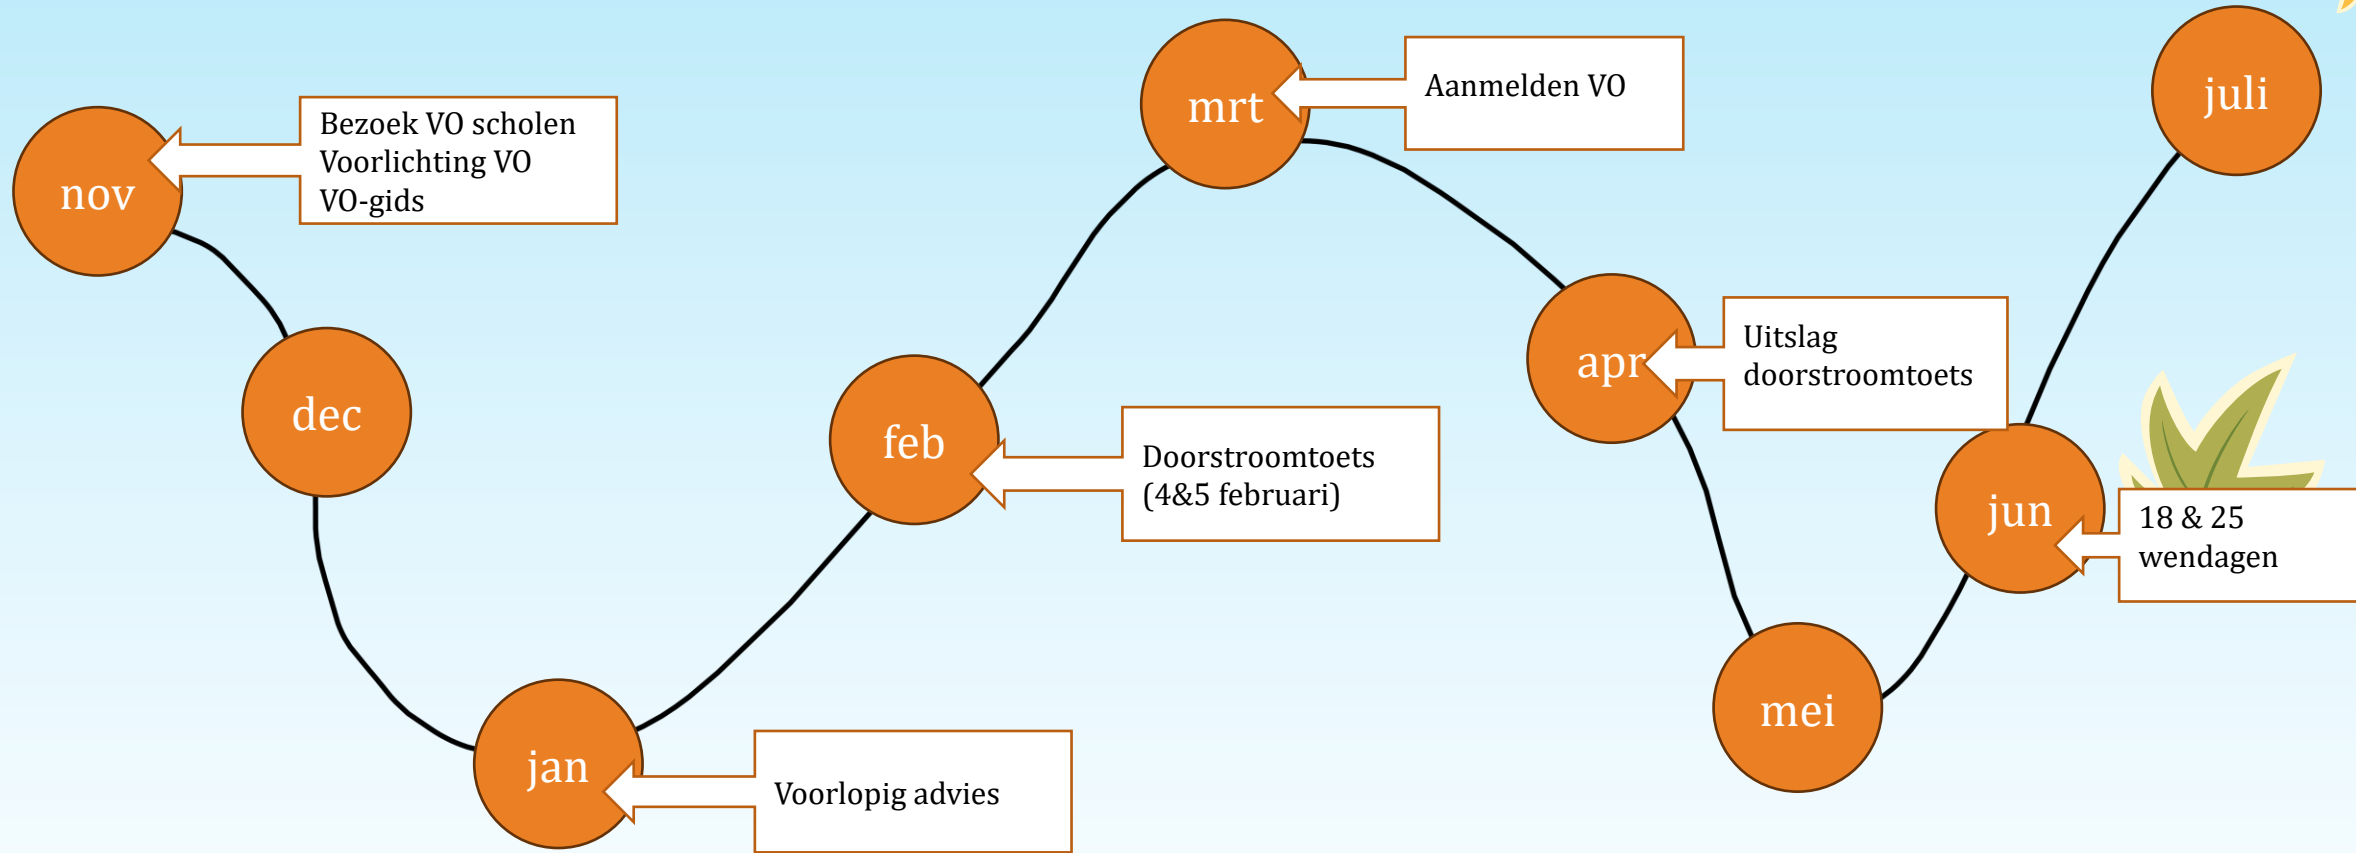 nov
Bezoek VO scholen
Voorlichting VO
VO-gids
dec
jan
Voorlopig advies
feb
Doorstroomtoets
(4&5 februari)
mrt
Aanmelden VO
apr
Uitslag
doorstroomtoets
mei
jun
18 & 25
wendagen
juli